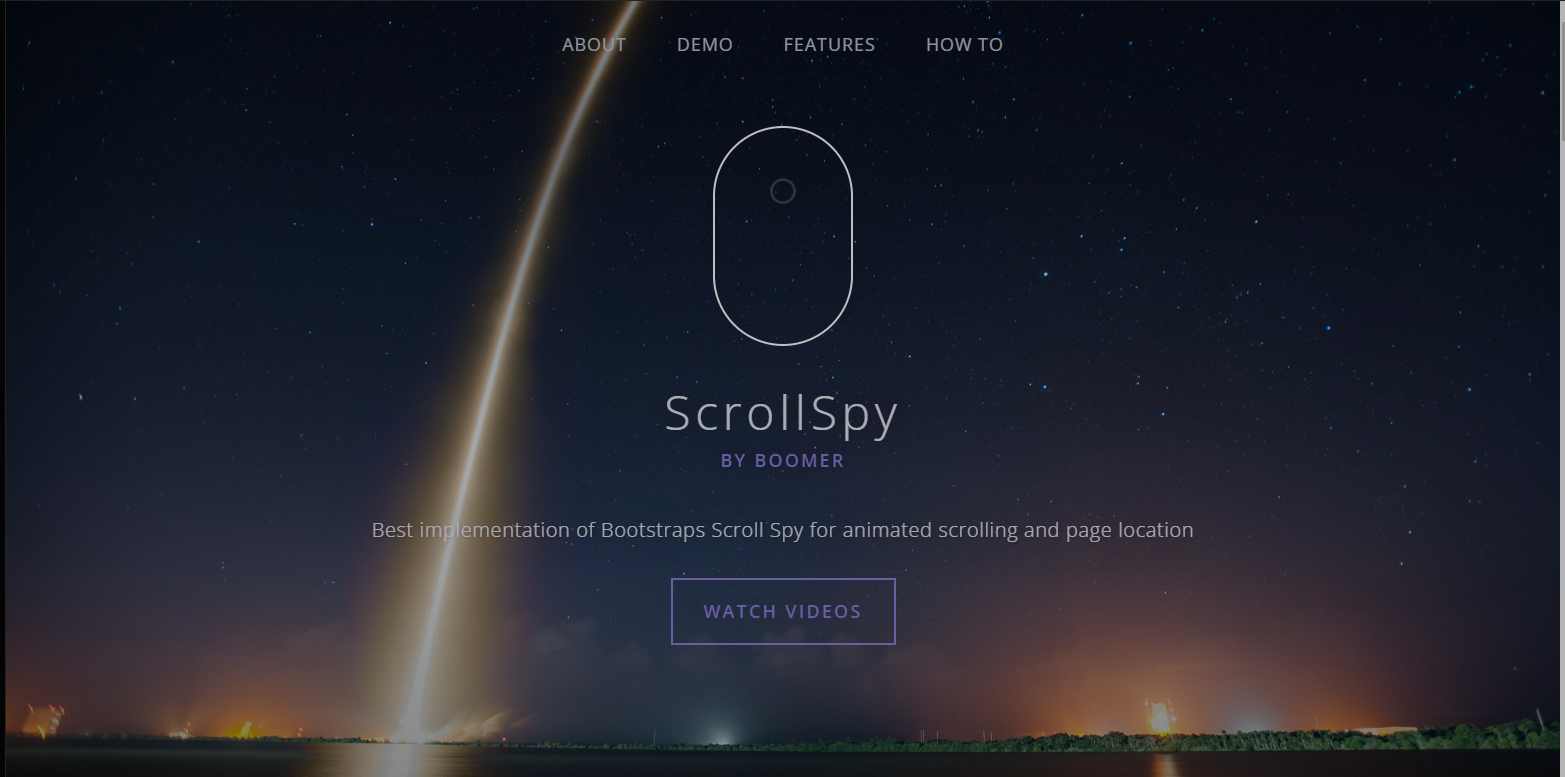 ABOUT DEMO FEATURES HOW TO
ScrollSpy
BY BOOMER
Best implementation of Bootstraps Scroll Spy for animated scrolling and page location
WATCH VIDEOS